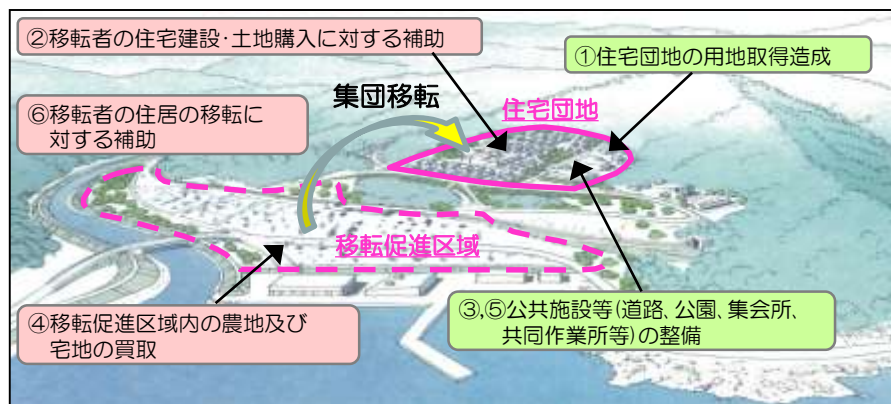 ②移転者の住宅建設・土地購入に対する補助
①住宅団地の用地取得造成
集団移転
住宅団地
⑥移転者の住居の移転に
対する補助
移転促進区域
④移転促進区域内の農地及び
宅地の買取
③,⑤公共施設等(道路、公園、集会所、
共同作業所等)の整備